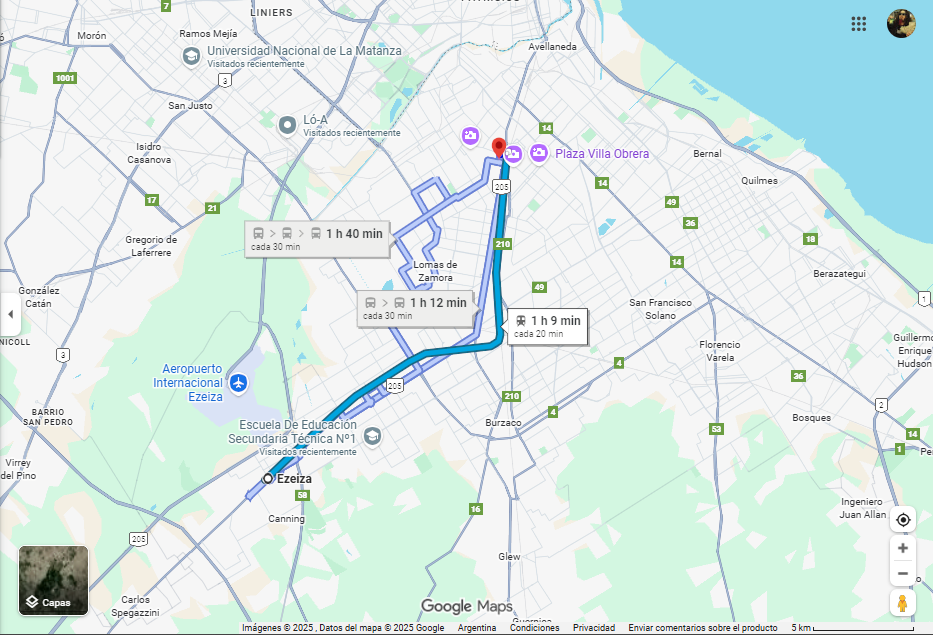 LINIERS
7
Morón
Ramos Mejía
Avellaneda
Universidad Nacional de La Matanza
Visitados recientemente
1001
3
San Justo
Ló-A
Visitados recientemente
14
Isidro
Casanova
Plaza Villa Obrera
Bernal
Quilmes
205
14
17
21
49
36
Gregorio de
Laferrere
1 h 40 min
cada 30 min
210
18
14
Lomas de
Zamora
Berazategui
González
Catán
49
1 h 12 min
cada 30 min
San Francisco
Solano
1
1 h 9 min
cada 20 min
NICOLL
3
Florencio
Varela
Guillermo
Enrique
Hudson
Aeropuerto
Internacional
Ezeiza
4
36
205
210
2
BARRIO
SAN PEDRO
4
Bosques
Burzaco
Escuela De Educación
Secundaria Técnica Nº1
Visitados recientemente
53
14
1
Virrey
del Pino
Ezeiza
58
16
Canning
Ingeniero
Juan Allan
205
Glew
Capas
Carlos
Spegazzini
Google Maps
Guernica
Imágenes © 2025 , Datos del mapa © 2025 Google Argentina Condiciones Privacidad Enviar comentarios sobre el producto 5 km